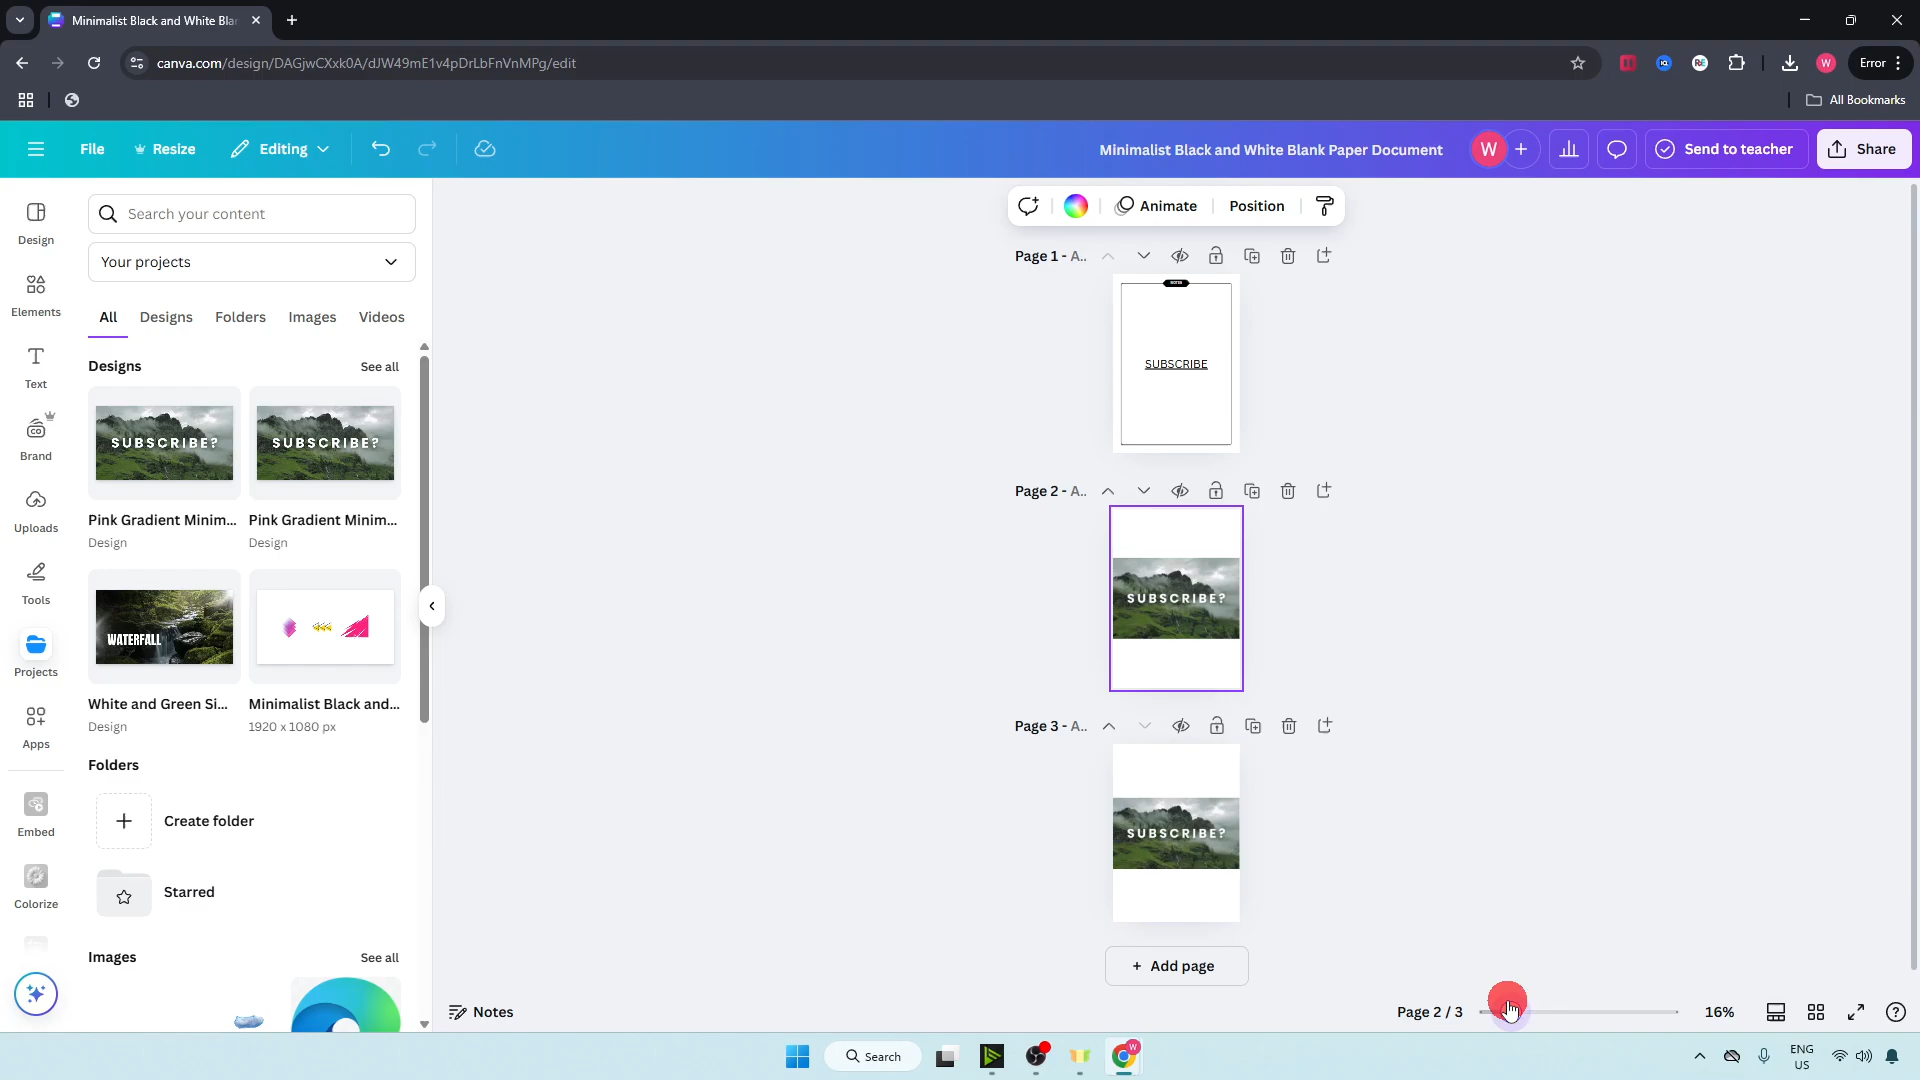 Minimalist Black and White Blan
canva.com/design/DAGjwCXxk0A/dJW49mE1v4pDrLbFnVnMPg/edit
Error
All Bookmarks
File
Resize
Editing
Minimalist Black and White Blank Paper Document
W
Send to teacher
Share
Search your content
Your projects
All
Designs
Folders
Images
Videos
Design
Elements
Text
Brand
Uploads
Tools
Projects
Apps
Embed
Colorize
Designs
See all
SUBSCRIBE?
SUBSCRIBE?
Pink Gradient Minim...
Pink Gradient Minim...
Design
Design
WATERFALL
White and Green Si...
Minimalist Black and...
Design
1920 x 1080 px
Folders
Create folder
Starred
Images
See all
Animate
Position
Page 1 - A..
NOTES
SUBSCRIBE
Page 2 - A..
SUBSCRIBE?
Page 3 - A..
SUBSCRIBE?
+ Add page
Notes
Page 2 / 3
16%
Search
ENG
US